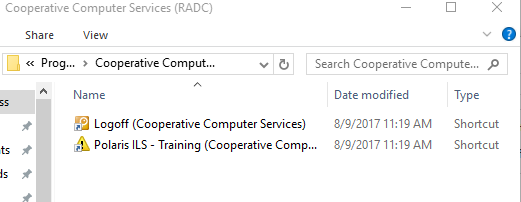 Cooperative Computer Services (RADC)
Share View
« Prog... Cooperative Comput... Search Cooperative Compute...
Name Date modified Type
Logoff (Cooperative Computer Services) 8/9/2017 11:19 AM Shortcut
Polaris ILS - Training (Cooperative Comp... 8/9/2017 11:19 AM Shortcut
ss
nts
ds